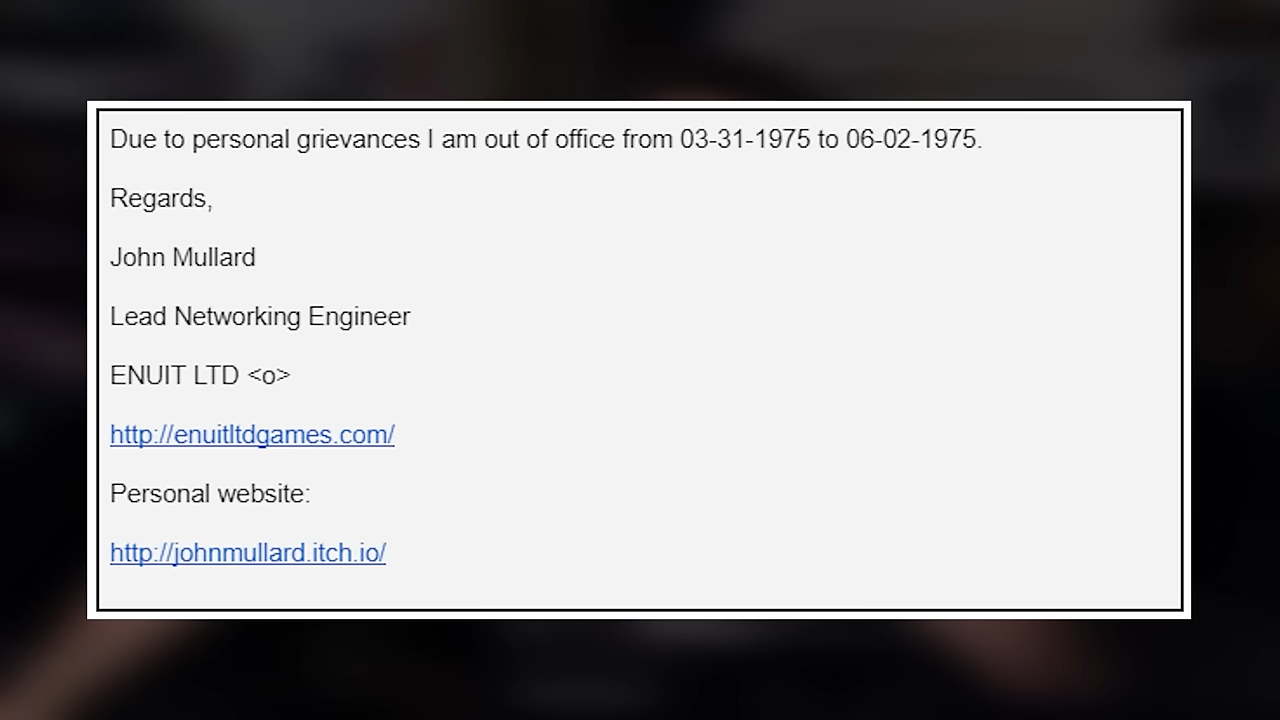 Due to personal grievances I am out of office from 03-31-1975 to 06-02-1975.
Regards,
John Mullard
Lead Networking Engineer
ENUIT LTD <o>
http://enuitltdgames.com/
Personal website:
http://johnmullard.itch.io/